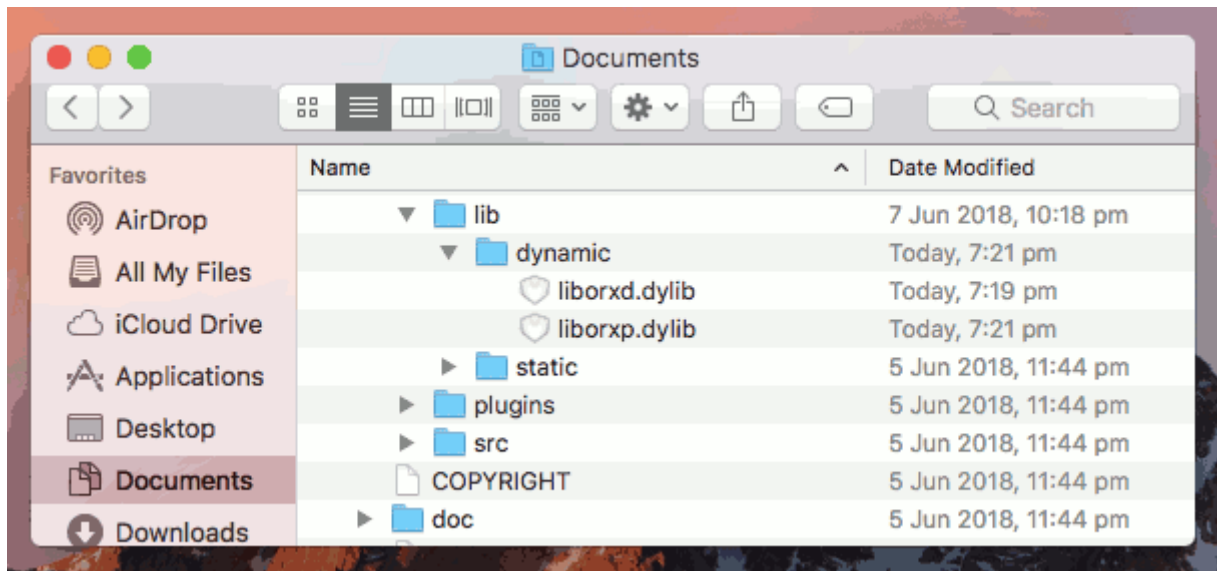 Documents
Search
Favorites
AirDrop
All My Files
iCloud Drive
Applications
Desktop
Documents
Downloads
Name Date Modified
lib 7 Jun 2018, 10:18 pm
dynamic Today, 7:21 pm
liborxd.dylib Today, 7:19 pm
liborxp.dylib Today, 7:21 pm
static 5 Jun 2018, 11:44 pm
plugins 5 Jun 2018, 11:44 pm
src 5 Jun 2018, 11:44 pm
COPYRIGHT 5 Jun 2018, 11:44 pm
doc 5 Jun 2018, 11:44 pm